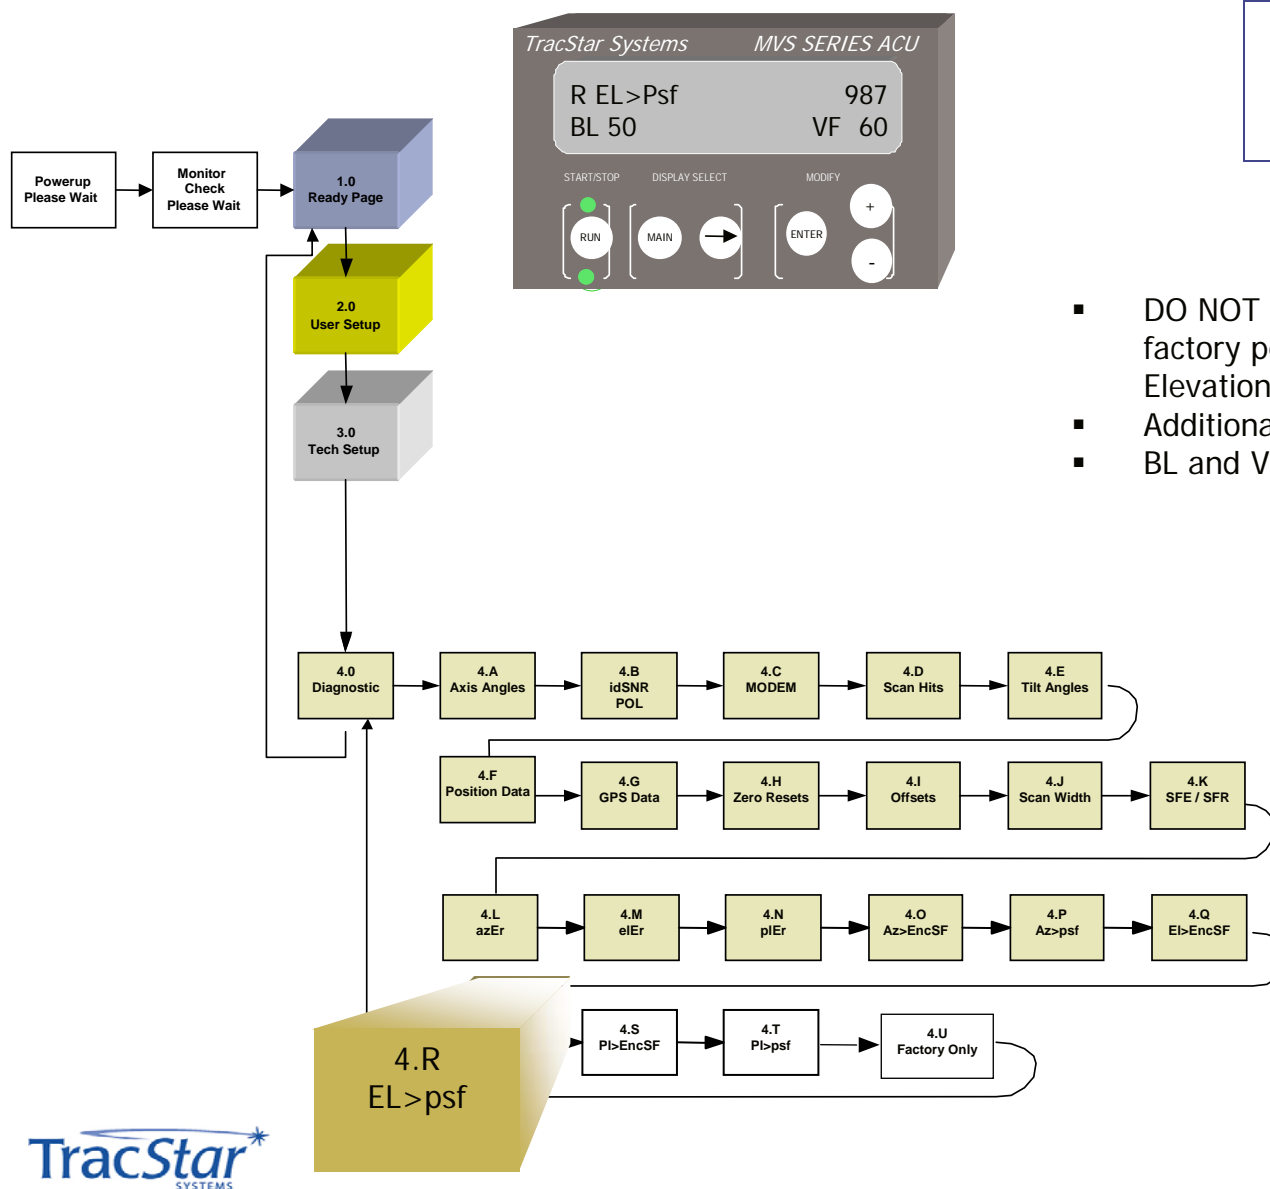 TracStar Systems MVS SERIES ACU
R EL>Psf 987
BL 50 VF 60
START/STOP DISPLAY SELECT MODIFY
RUN MAIN ENTER + -
Powerup
Please Wait
Monitor
Check
Please Wait
1.0
Ready Page
2.0
User Setup
3.0
Tech Setup
DO NOT
factory
Elevation
BL and
4.0
Diagnostic
4.A
Axis Angles
4.B
idSNR
POL
4.C
MODEM
4.D
Scan Hits
4.E
Tilt Angles
4.F
Position Data
4.G
GPS Data
4.H
Zero Resets
4.I
Offsets
4.J
Scan Width
4.K
SFE / SFR
4.L
azEr
4.M
elEr
4.N
plEr
4.O
Az>EncSF
4.P
Az>psf
4.Q
El>EncSF
4.R
EL>psf
4.S
Pl>EncSF
4.T
Pl>psf
4.U
Factory Only
TracStar
SYSTEMS